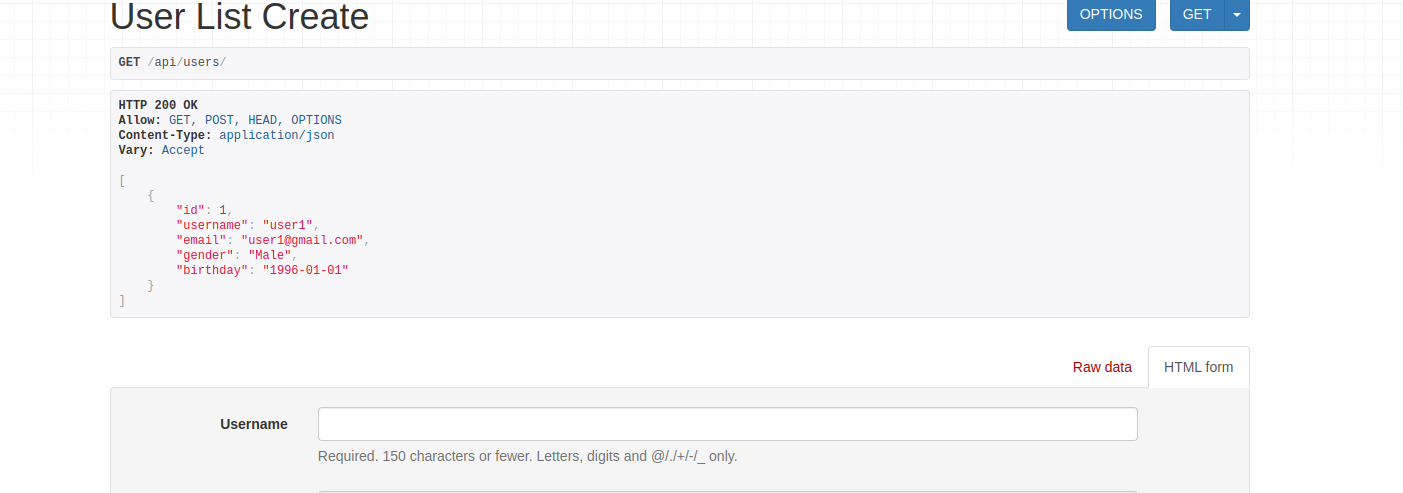 User List Create
OPTIONS
GET
GET /api/users/
HTTP 200 OK
Allow: GET, POST, HEAD, OPTIONS
Content-Type: application/json
Vary: Accept
[
    {
        "id": 1,
        "username": "user1",
        "email": "user1@gmail.com",
        "gender": "Male",
        "birthday": "1996-01-01"
    }
]
Raw data
HTML form
Username
Required. 150 characters or fewer. Letters, digits and @/./+/-/_ only.